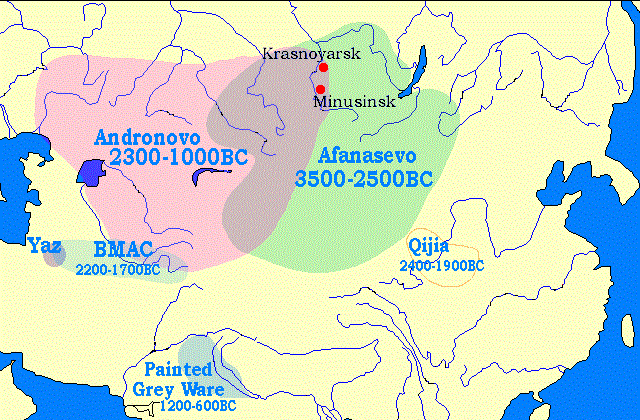 Krasnoyarsk
Minusinsk
Andronovo
2300-1000BC
Afanasevo
3500-2500BC
Yaz
BMAC
2200-1700BC
Qijia
2400-1900BC
Painted
Grey Ware
1200-600BC